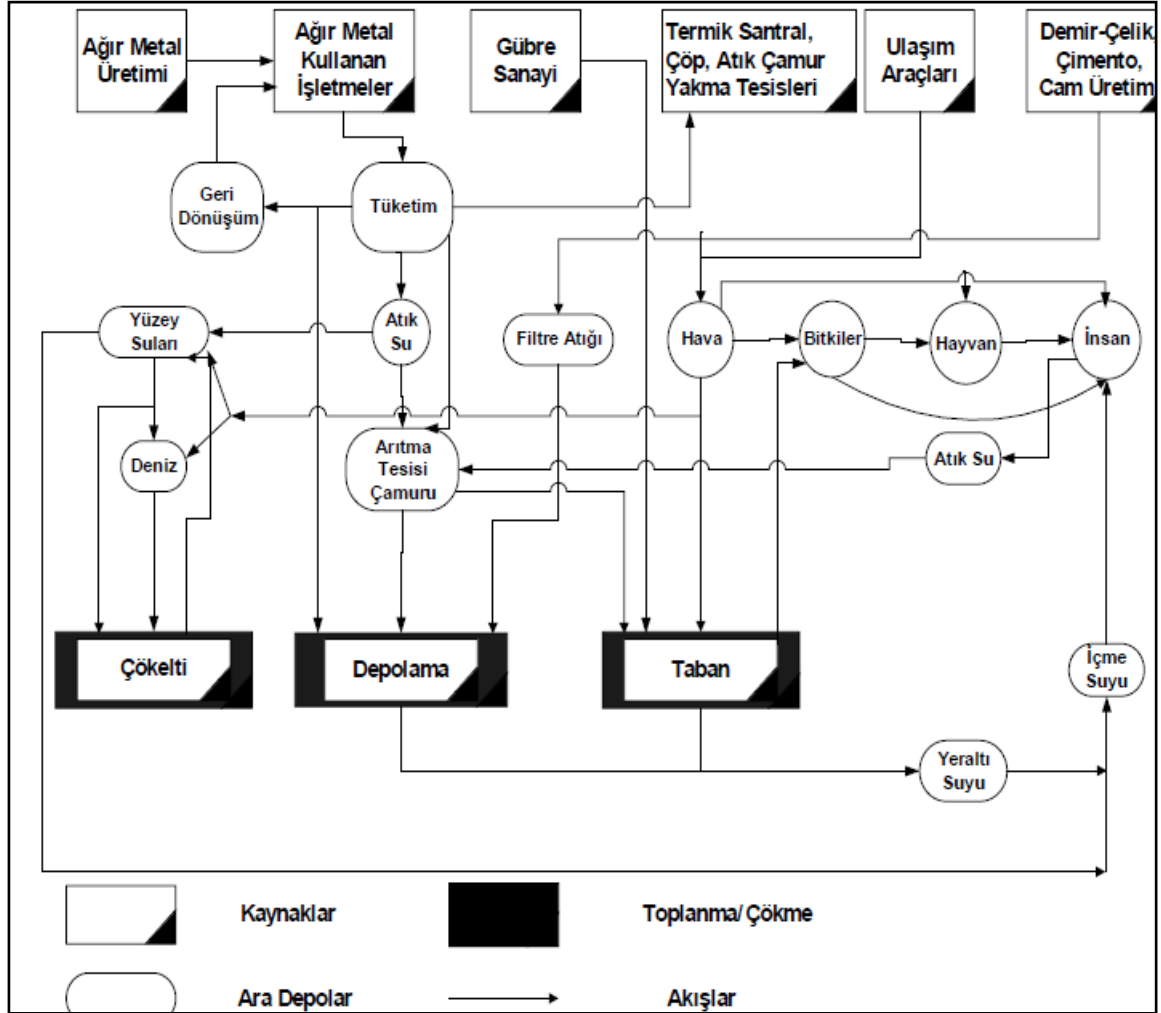 Ağır Metal
Üretimi
Ağır Metal
Kullanan
İşletmeler
Gübre
Sanayi
Termik Santral,
Çöp, Atık Çamur
Yakma Tesisleri
Ulaşım
Araçları
Demir-Çelik,
Çimento,
Cam Üretim
Geri
Dönüşüm
Tüketim
Yüzey
Suları
Atık
Su
Filtre Atığı
Hava
Bitkiler
Hayvan
İnsan
Deniz
Arıtma
Tesisi
Çamuru
Atık Su
Çökelti
Depolama
Taban
İçme
Suyu
Yeraltı
Suyu
Kaynaklar
Toplanma/Çökme
Ara Depolar
Akışlar